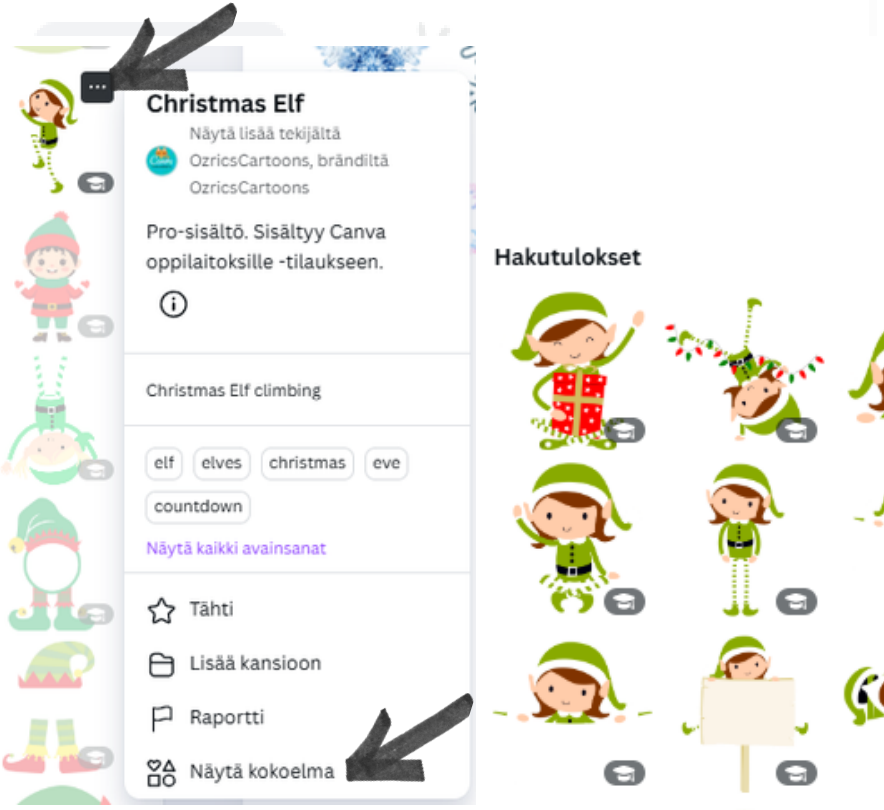 Christmas Elf
Näytä lisää tekijältä
OzricsCartoons, brändiltä
OzricsCartoons
Pro-sisältö. Sisältyy Canva
oppilaitoksille -tilaukseen.
Christmas Elf climbing
elf elves christmas eve
countdown
Näytä kaikki avainsanat
Tähti
Lisää kansioon
Raportti
Näytä kokoelma
Hakutulokset